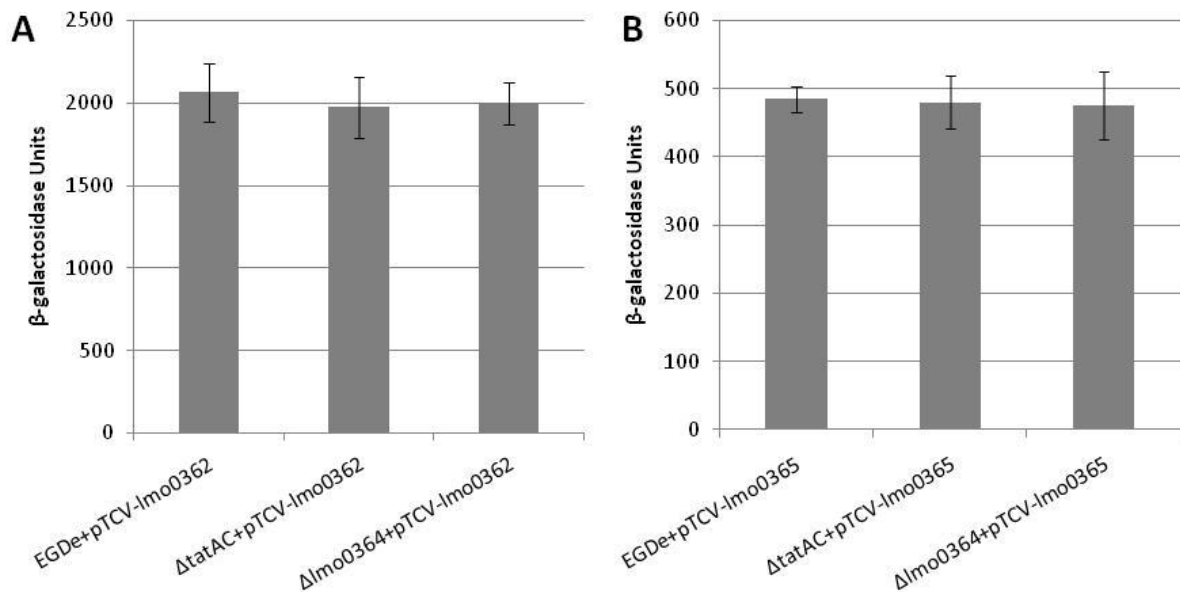 A
2500
2000
1500
1000
500
0
β-galactosidase Units
EGDe+pTCV-lmo0362
ΔtatAC+pTCV-lmo0362
Δlmo0364+pTCV-lmo0362
B
600
500
400
300
200
100
0
β-galactosidase Units
EGDe+pTCV-lmo0365
ΔtatAC+pTCV-lmo0365
Δlmo0364+pTCV-lmo0365